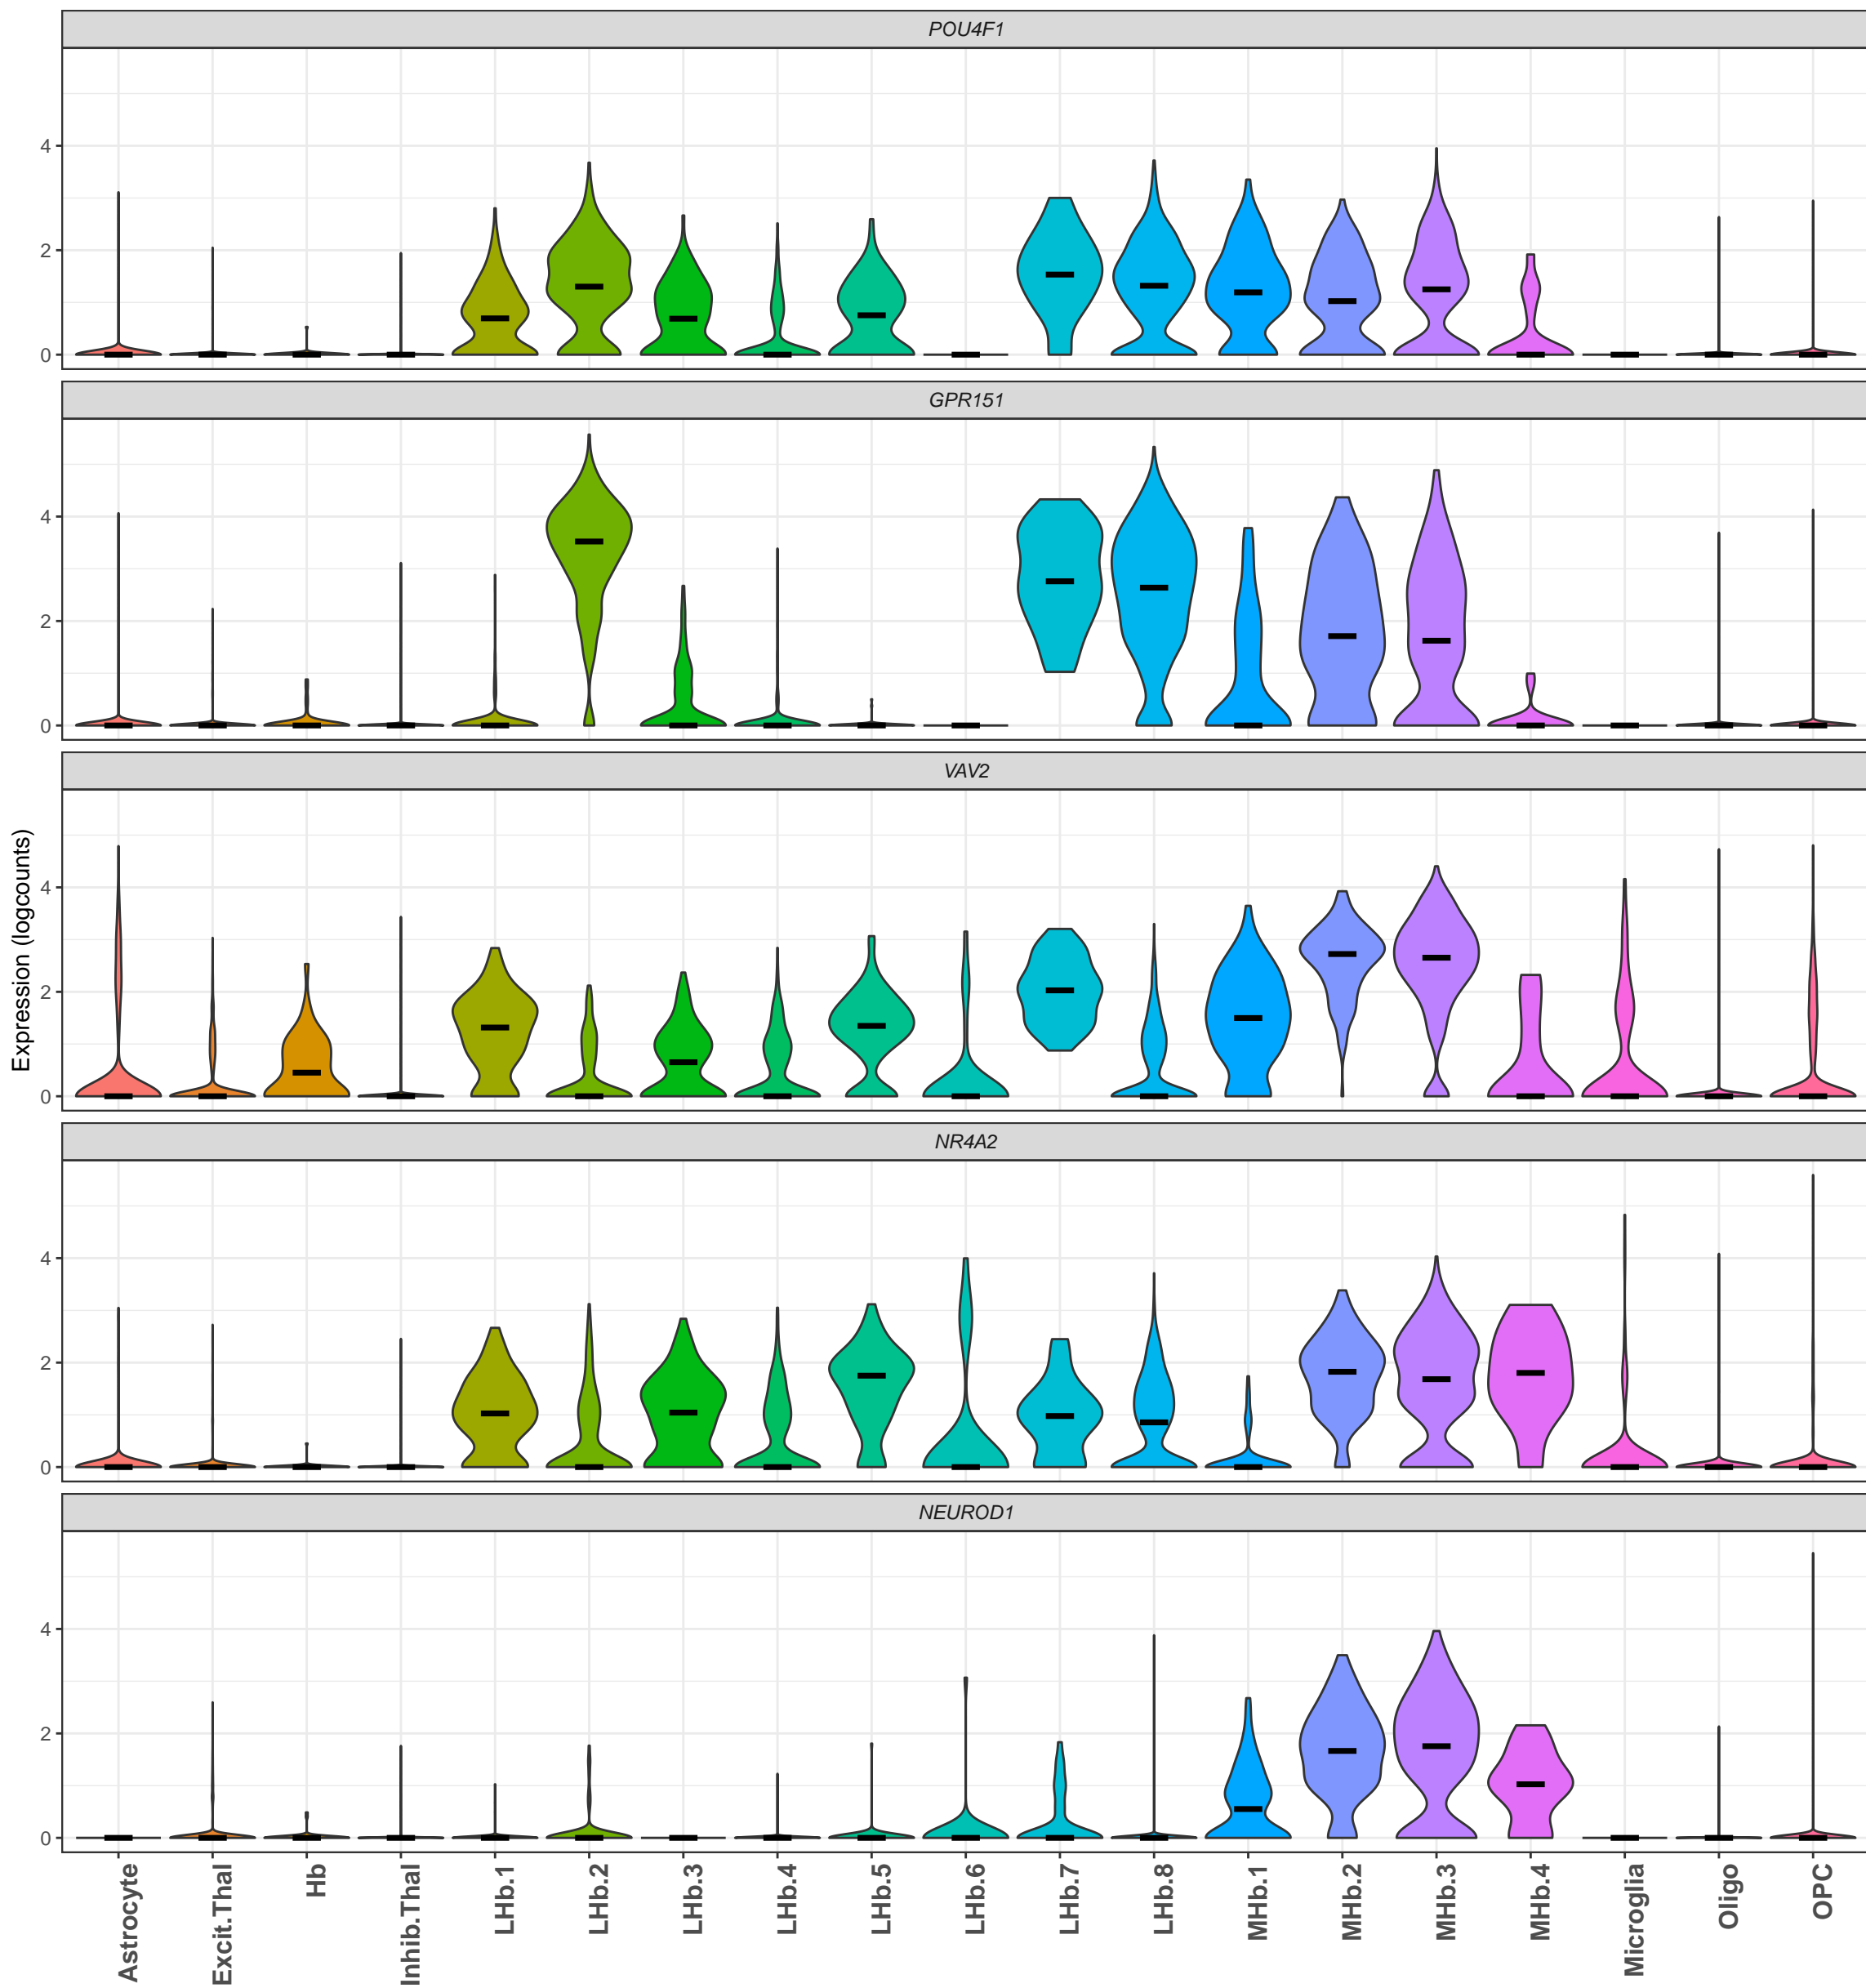 POU4F1
4
2
0
GPR151
4
2
0
VAV2
4
2
0
Expression (logcounts)
NR4A2
4
2
0
NEUROD1
4
2
0
Astrocyte
Excit.Thal
Hb
Inhib.Thal
LHb.1
LHb.2
LHb.3
LHb.4
LHb.5
LHb.6
LHb.7
LHb.8
MHb.1
MHb.2
MHb.3
MHb.4
Microglia
Oligo
OPC